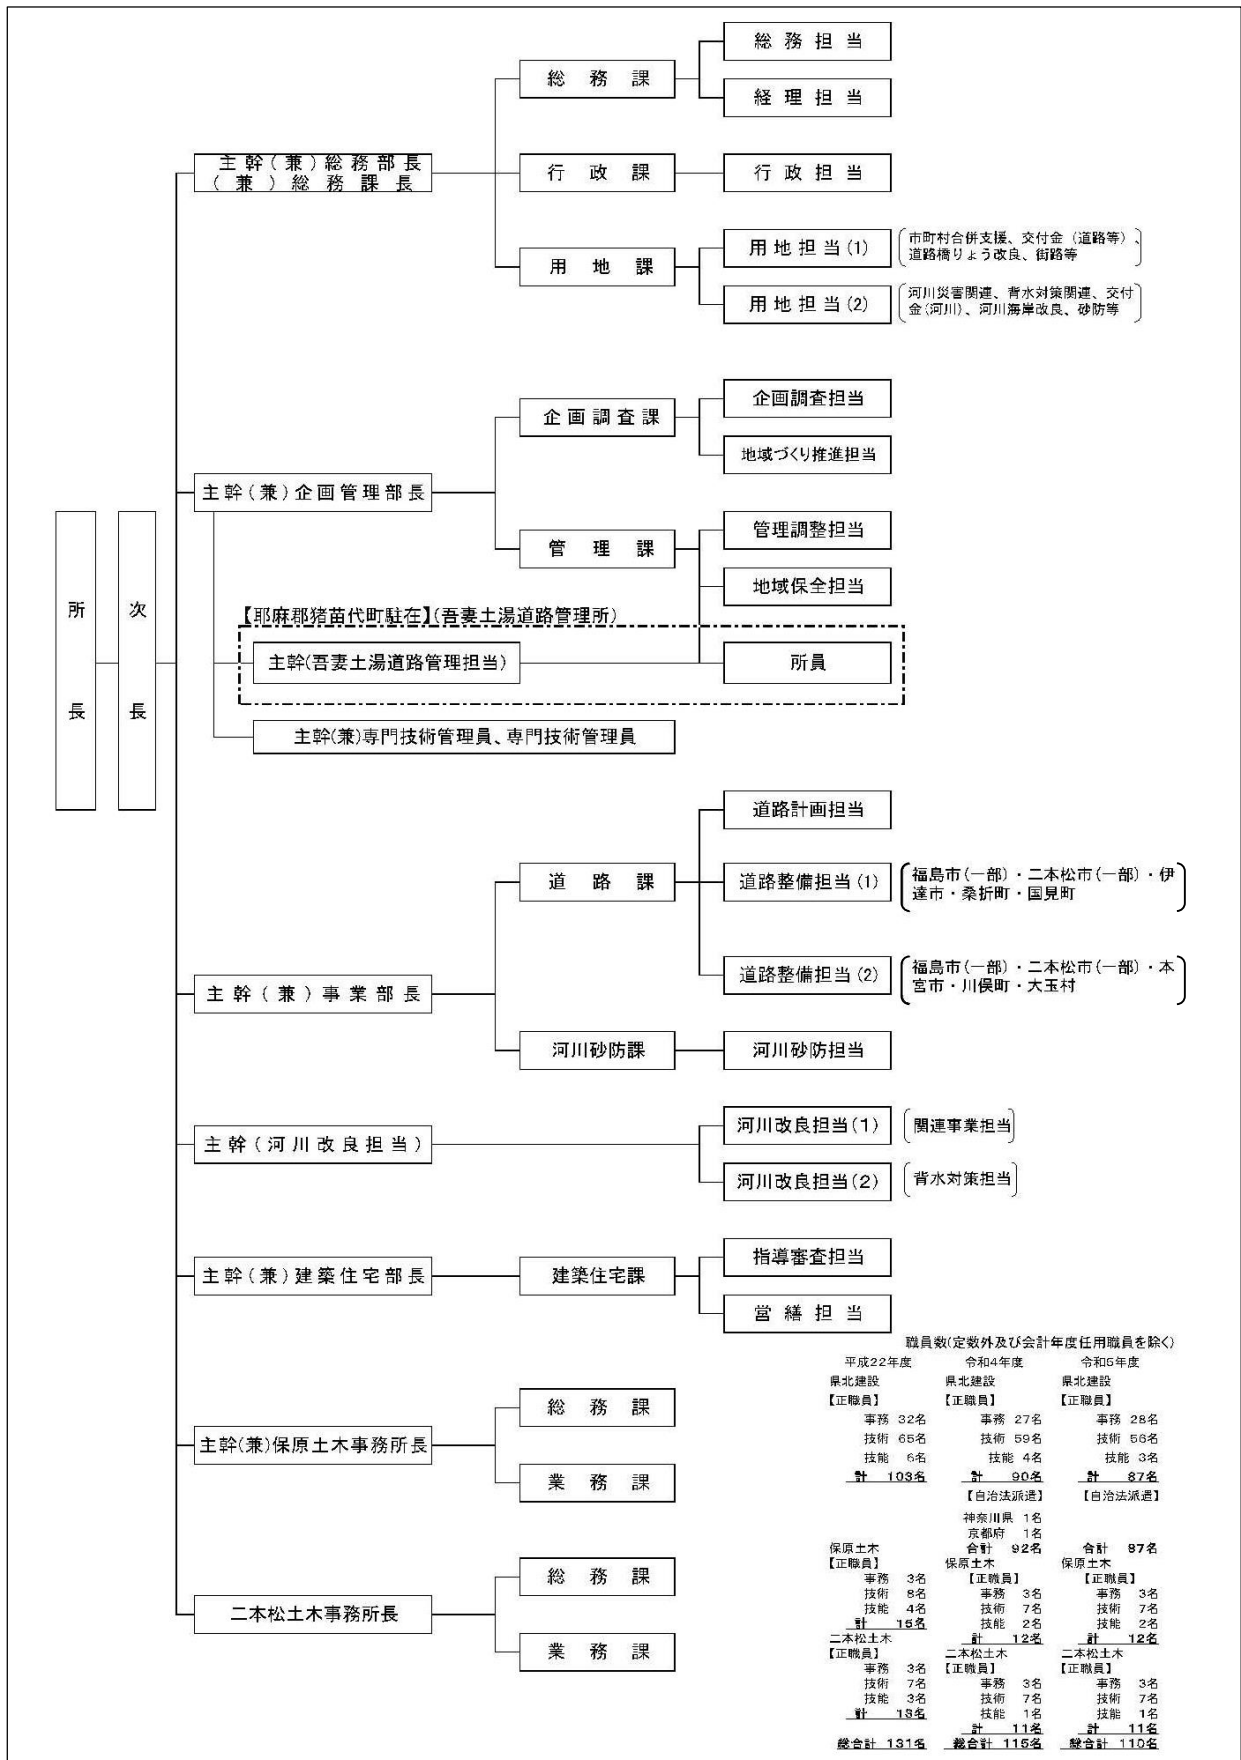 所長
次長
主幹(兼)総務部長
(兼)総務課長
総務課
総務担当
経理担当
行政課
行政担当
用地課
用地担当(1)
市町村合併支援、交付金(道路等)、
道路橋りょう改良、街路等
用地担当(2)
河川災害関連、背水対策関連、交付
金(河川)、河川海岸改良、砂防等
主幹(兼)企画管理部長
企画調査課
企画調査担当
地域づくり推進担当
管理課
管理調整担当
地域保全担当
【耶麻郡猪苗代町駐在】(吾妻土湯道路管理所)
主幹(吾妻土湯道路管理担当)
所員
主幹(兼)専門技術管理員、専門技術管理員
主幹(兼)事業部長
道路課
道路計画担当
道路整備担当(1)
福島市(一部)・二本松市(一部)・伊
達市・桑折町・国見町
道路整備担当(2)
福島市(一部)・二本松市(一部)・本
宮市・川俣町・大玉村
河川砂防課
河川砂防担当
主幹(河川改良担当)
河川改良担当(1)
関連事業担当
河川改良担当(2)
背水対策担当
主幹(兼)建築住宅部長
建築住宅課
指導審査担当
営繕担当
主幹(兼)保原土木事務所長
総務課
業務課
二本松土木事務所長
総務課
業務課
職員数(定数外及び会計年度任用職員を除く)
平成22年度
県北建設
【正職員】
事務 32名
技術 65名
技能 6名
計 103名
保原土木
【正職員】
事務 3名
技術 8名
技能 4名
計 15名
二本松土木
【正職員】
事務 3名
技術 7名
技能 3名
計 13名
総合計 131名
令和4年度
県北建設
【正職員】
事務 27名
技術 59名
技能 4名
計 90名
【自治法派遣】
神奈川県 1名
京都府 1名
合計 92名
保原土木
【正職員】
事務 3名
技術 7名
技能 2名
計 12名
二本松土木
【正職員】
事務 3名
技術 7名
技能 1名
計 11名
総合計 115名
令和5年度
県北建設
【正職員】
事務 28名
技術 56名
技能 3名
計 87名
【自治法派遣】
合計 87名
保原土木
【正職員】
事務 3名
技術 7名
技能 2名
計 12名
二本松土木
【正職員】
事務 3名
技術 7名
技能 1名
計 11名
総合計 110名